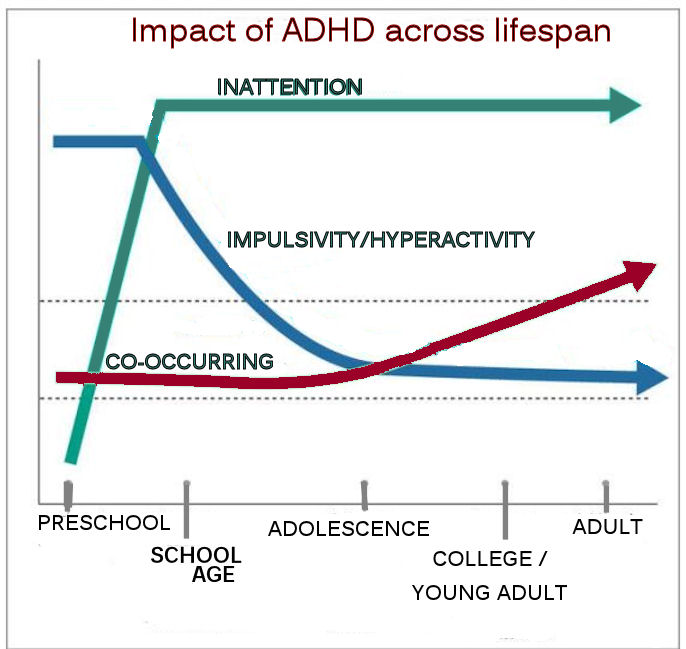 Impact of ADHD across lifespan
INATTENTION
IMPULSIVITY/HYPERACTIVITY
CO-OCCURRING
PRESCHOOL
SCHOOL
AGE
ADOLESCENCE
COLLEGE /
YOUNG ADULT
ADULT